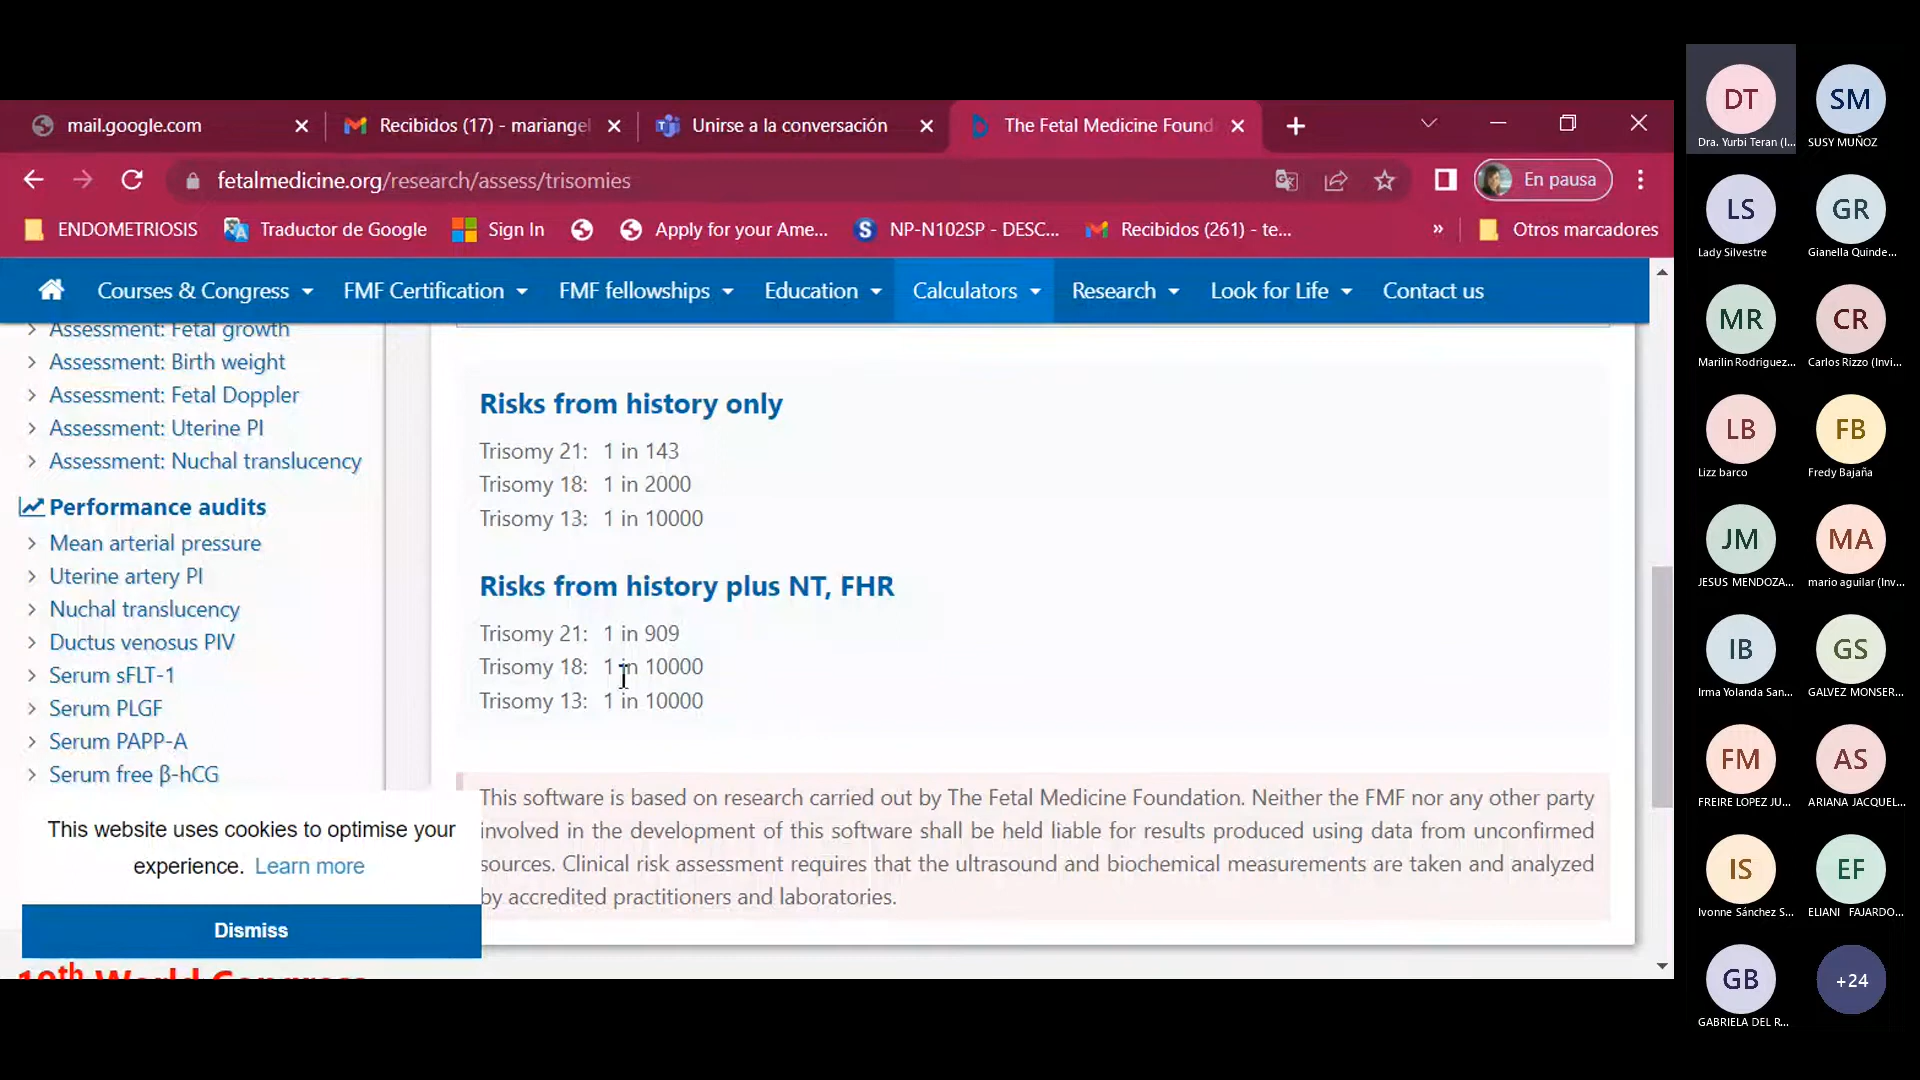 mail.google.com
Recibidos (17) - mariangel
Unirse a la conversación
The Fetal Medicine Found
fetalmedicine.org/research/assess/trisomies
En pausa
ENDOMETRIOSIS
Traductor de Google
Sign In
Apply for your Ame...
NP-N102SP - DESC...
Recibidos (261) - te...
»
Otros marcadores
Courses & Congress
FMF Certification
FMF fellowships
Education
Calculators
Research
Look for Life
Contact us
Assessment: Fetal growth
Assessment: Birth weight
Assessment: Fetal Doppler
Assessment: Uterine PI
Assessment: Nuchal translucency
Performance audits
Mean arterial pressure
Uterine artery PI
Nuchal translucency
Ductus venosus PIV
Serum sFLT-1
Serum PLGF
Serum PAPP-A
Serum free β-hCG
This website uses cookies to optimise your
experience. Learn more
Dismiss
Risks from history only
Trisomy 21: 1 in 143
Trisomy 18: 1 in 2000
Trisomy 13: 1 in 10000
Risks from history plus NT, FHR
Trisomy 21: 1 in 909
Trisomy 18: 1 in 10000
Trisomy 13: 1 in 10000
This software is based on research carried out by The Fetal Medicine Foundation. Neither the FMF nor any other party
involved in the development of this software shall be held liable for results produced using data from unconfirmed
sources. Clinical risk assessment requires that the ultrasound and biochemical measurements are taken and analyzed
by accredited practitioners and laboratories.
DT
Dra. Yurbi Teran (I...
SM
SUSY MUÑOZ
LS
Lady Silvestre
GR
Gianella Quinde...
MR
Marilin Rodríguez...
CR
Carlos Rizzo (Invi...
LB
Lizz barco
FB
Fredy Bajaña
JM
JESUS MENDOZA...
MA
mario aguilar (Inv...
IB
Irma Yolanda San...
GS
GALVEZ MONSER...
FM
FREIRE LOPEZ JU...
AS
ARIANA JACQUEL...
IS
Ivonne Sánchez S...
EF
ELIANI FAJARDO...
GB
GABRIELA DEL R...
+24